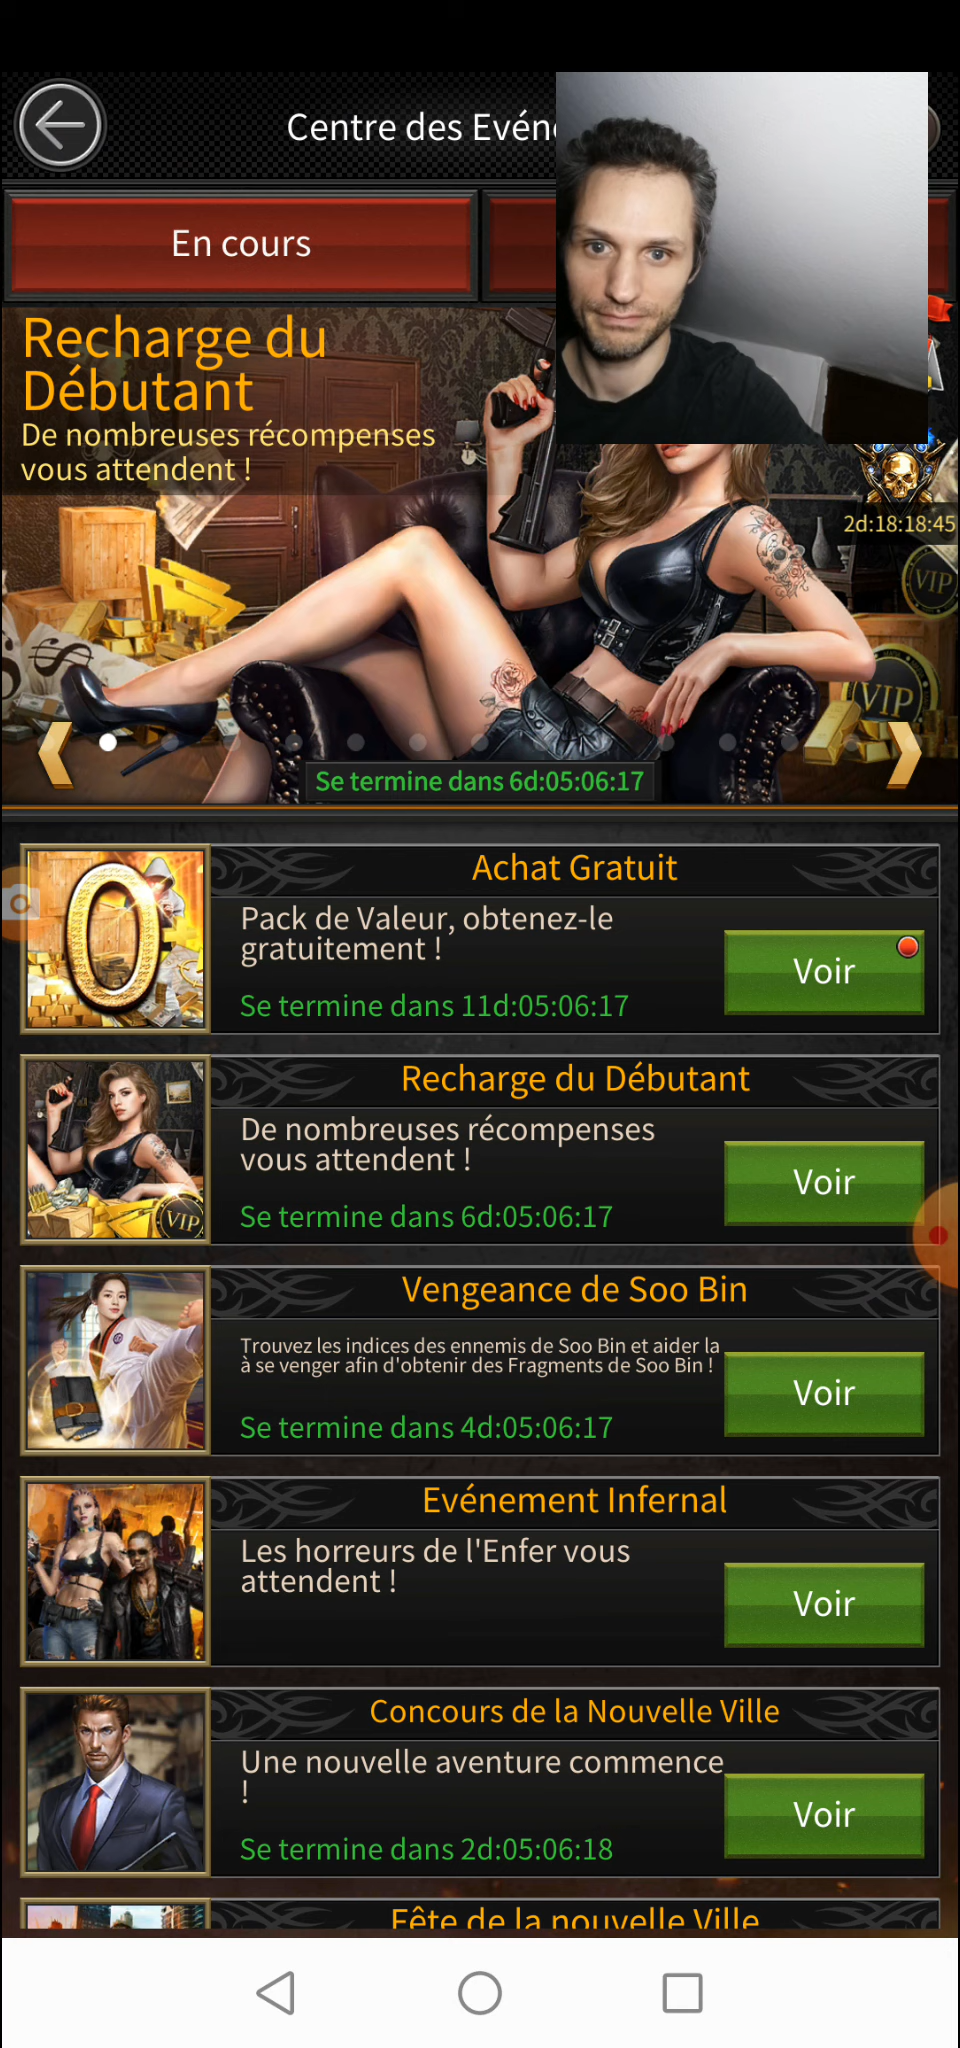 Centre des Evén
En cours
Recharge du
Débutant
De nombreuses récompenses
vous attendent !
2d:18:18:45
VIP
VIP
Se termine dans 6d:05:06:17
Achat Gratuit
0
Pack de Valeur, obtenez-le
gratuitement !
Voir
Se termine dans 11d:05:06:17
Recharge du Débutant
De nombreuses récompenses
vous attendent !
Voir
VIP
Se termine dans 6d:05:06:17
Vengeance de Soo Bin
Trouvez les indices des ennemis de Soo Bin et aider la
à se venger afin d'obtenir des Fragments de Soo Bin !
Voir
Se termine dans 4d:05:06:17
Evénement Infernal
Les horreurs de l'Enfer vous
attendent !
Voir
Concours de la Nouvelle Ville
Une nouvelle aventure commence
!
Voir
Se termine dans 2d:05:06:18
Fête de la nouvelle Ville